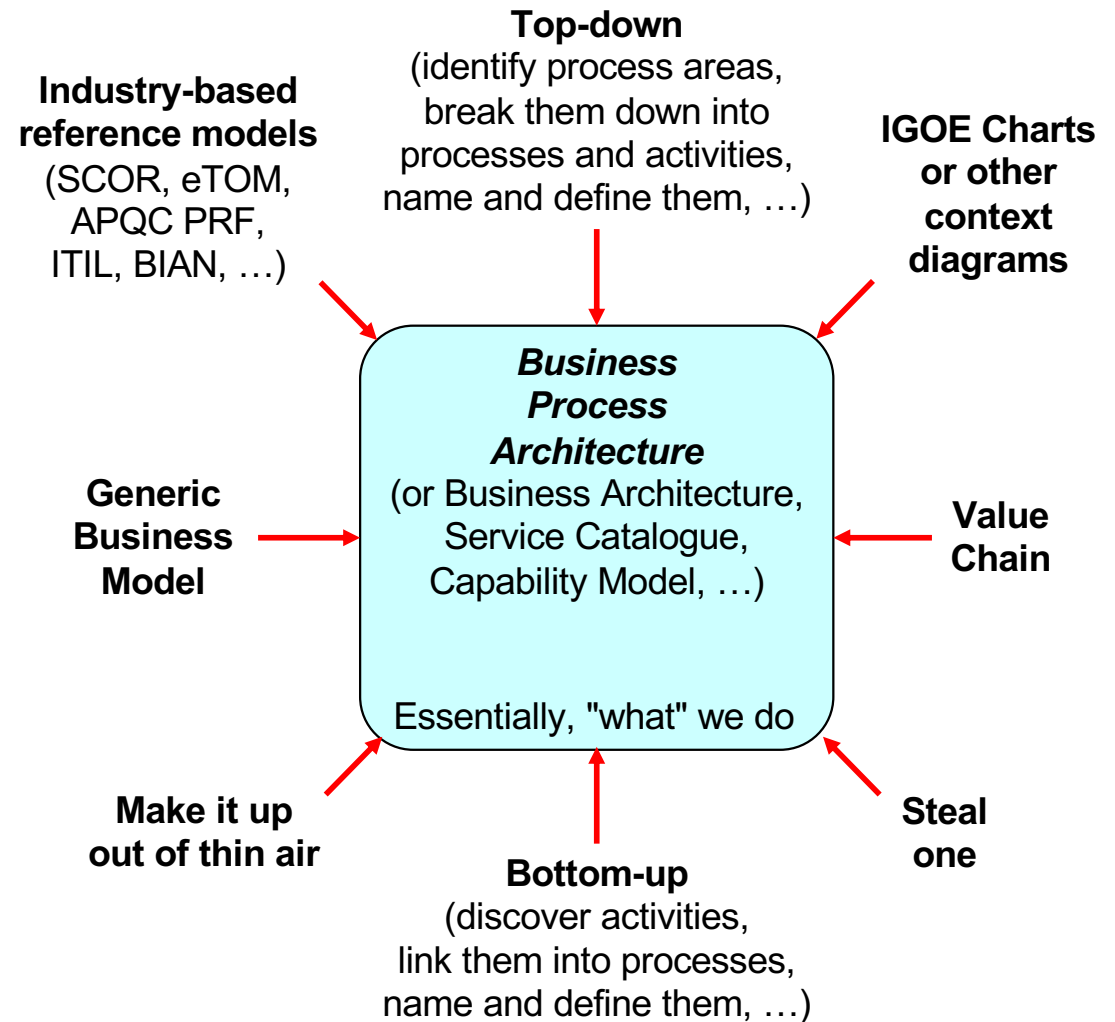 Top-down
(identify process areas,
break them down into
processes and activities,
name and define them, …)
Industry-based
reference models
(SCOR, eTOM,
APQC PRF,
ITIL, BIAN, …)
IGOE Charts
or other
context
diagrams
Business
Process
Architecture
(or Business Architecture,
Service Catalogue,
Capability Model, …)
Essentially, "what" we do
Generic
Business
Model
Value
Chain
Make it up
out of thin air
Steal
one
Bottom-up
(discover activities,
link them into processes,
name and define them, …)